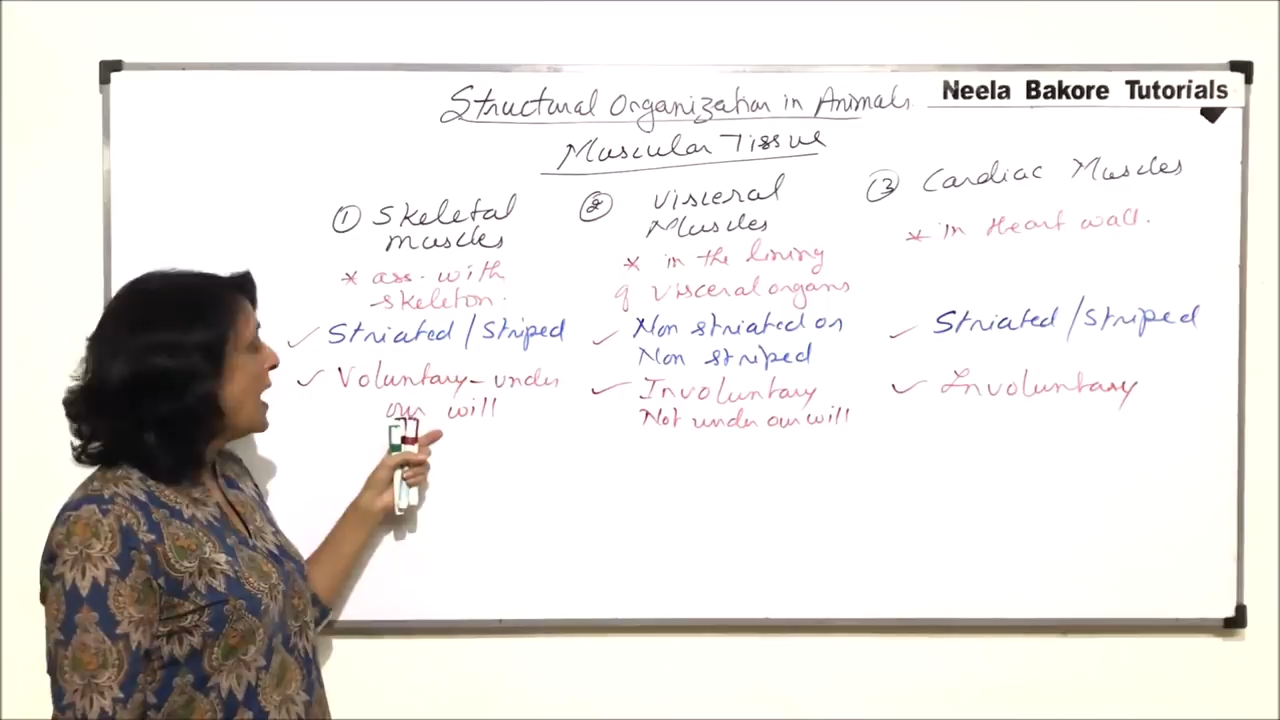 Structural Organization in Animals
Neela Bakore Tutorials
Muscular Tissue
① Skeletal
muscles
* ass. with
skeleton.
Striated / Striped
Voluntary - under
our will
② Visceral
Muscles
* in the lining
of visceral organs
Non striated or
Non striped
Involuntary
Not under our will
③ Cardiac Muscles
* in Heart wall.
Striated / Striped
Involuntary